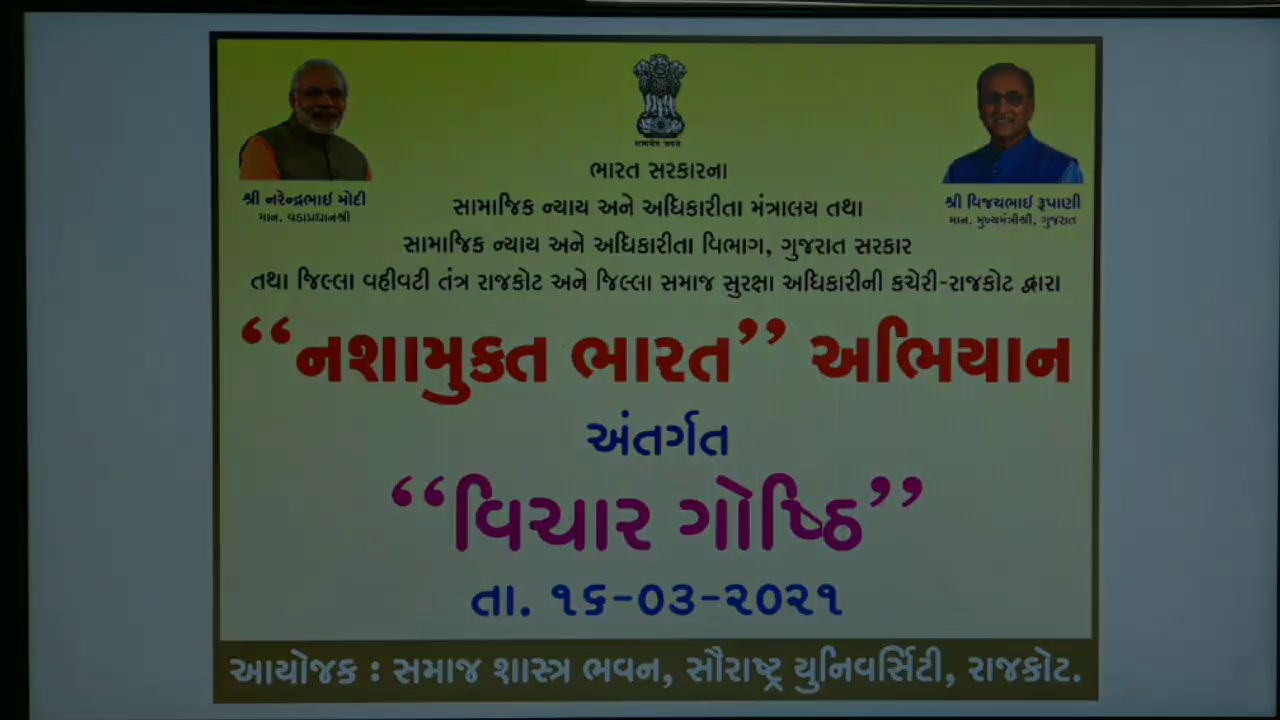 શ્રી નરેન્દ્રભાઇ મોદી
માન. વડાપ્રધાનશ્રી
શ્રી વિજયભાઇ રૂપાણી
માન. મુખ્યમંત્રીશ્રી, ગુજરાત
ભારત સરકારના
સામાજિક ન્યાય અને અધિકારીતા મંત્રાલય તથા
સામાજિક ન્યાય અને અધિકારીતા વિભાગ, ગુજરાત સરકાર
તથા જિલ્લા વહીવટી તંત્ર રાજકોટ અને જિલ્લા સમાજ સુરક્ષા અધિકારીની કચેરી-રાજકોટ દ્વારા
“નશામુકત ભારત” અભિયાન
અંતર્ગત
“વિચાર ગોષ્ઠિ”
તા. ૧૬-૦૩-૨૦૨૧
આયોજક : સમાજ શાસ્ત્ર ભવન, સૌરાષ્ટ્ર યુનિવર્સિટી, રાજકોટ.